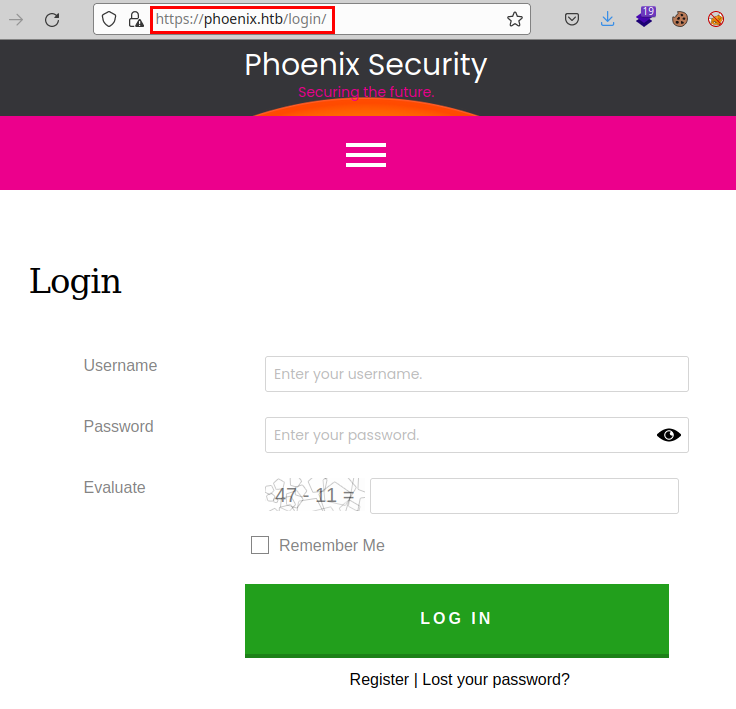 https://phoenix.htb/login/
19
Phoenix Security
Securing the future.
Login
Username
Enter your username.
Password
Enter your password.
Evaluate
47 - 11 =
Remember Me
LOG IN
Register | Lost your password?